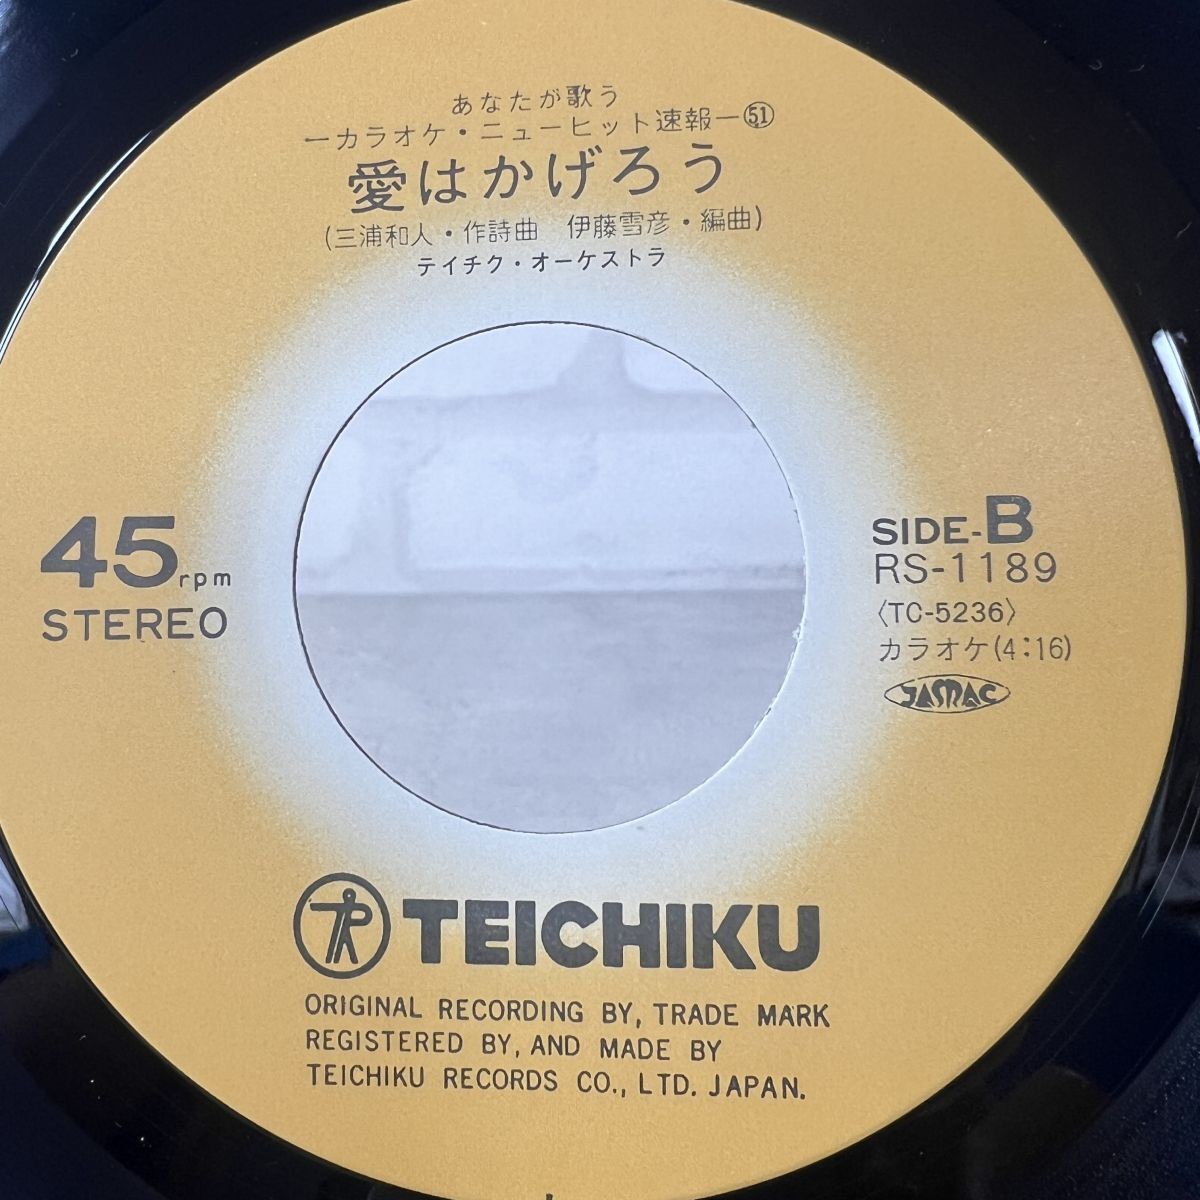 あなたが歌う
―カラオケ・ニューヒット速報―㊿1
愛はかげろう
(三浦和人・作詩曲　伊藤雪彦・編曲)
テイチク・オーケストラ
45rpm
STEREO
SIDE-B
RS-1189
〈TC-5236〉
カラオケ(4:16)
JASRAC
TEICHIKU
ORIGINAL RECORDING BY, TRADE MARK
REGISTERED BY, AND MADE BY
TEICHIKU RECORDS CO., LTD. JAPAN.